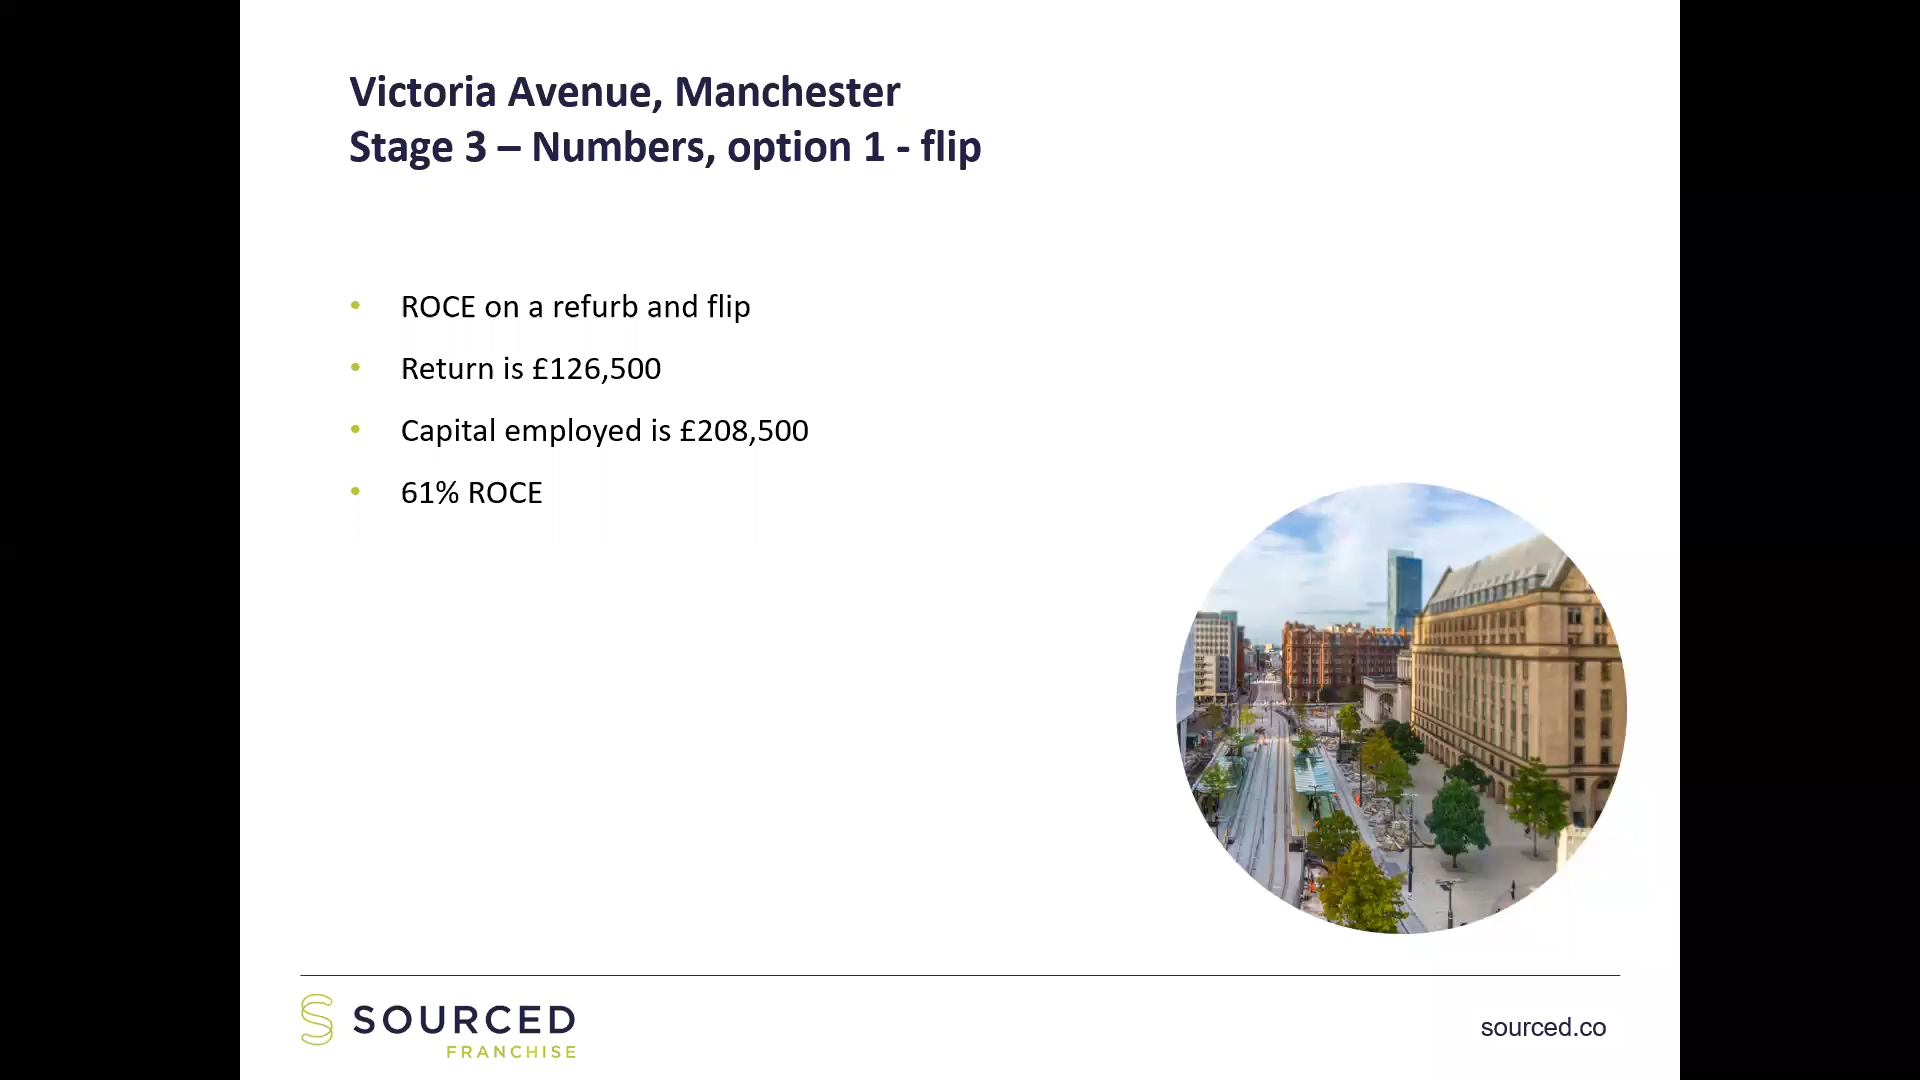 Victoria Avenue, Manchester
Stage 3 – Numbers, option 1 - flip
• ROCE on a refurb and flip
• Return is £126,500
• Capital employed is £208,500
• 61% ROCE
SOURCED
FRANCHISE
sourced.co